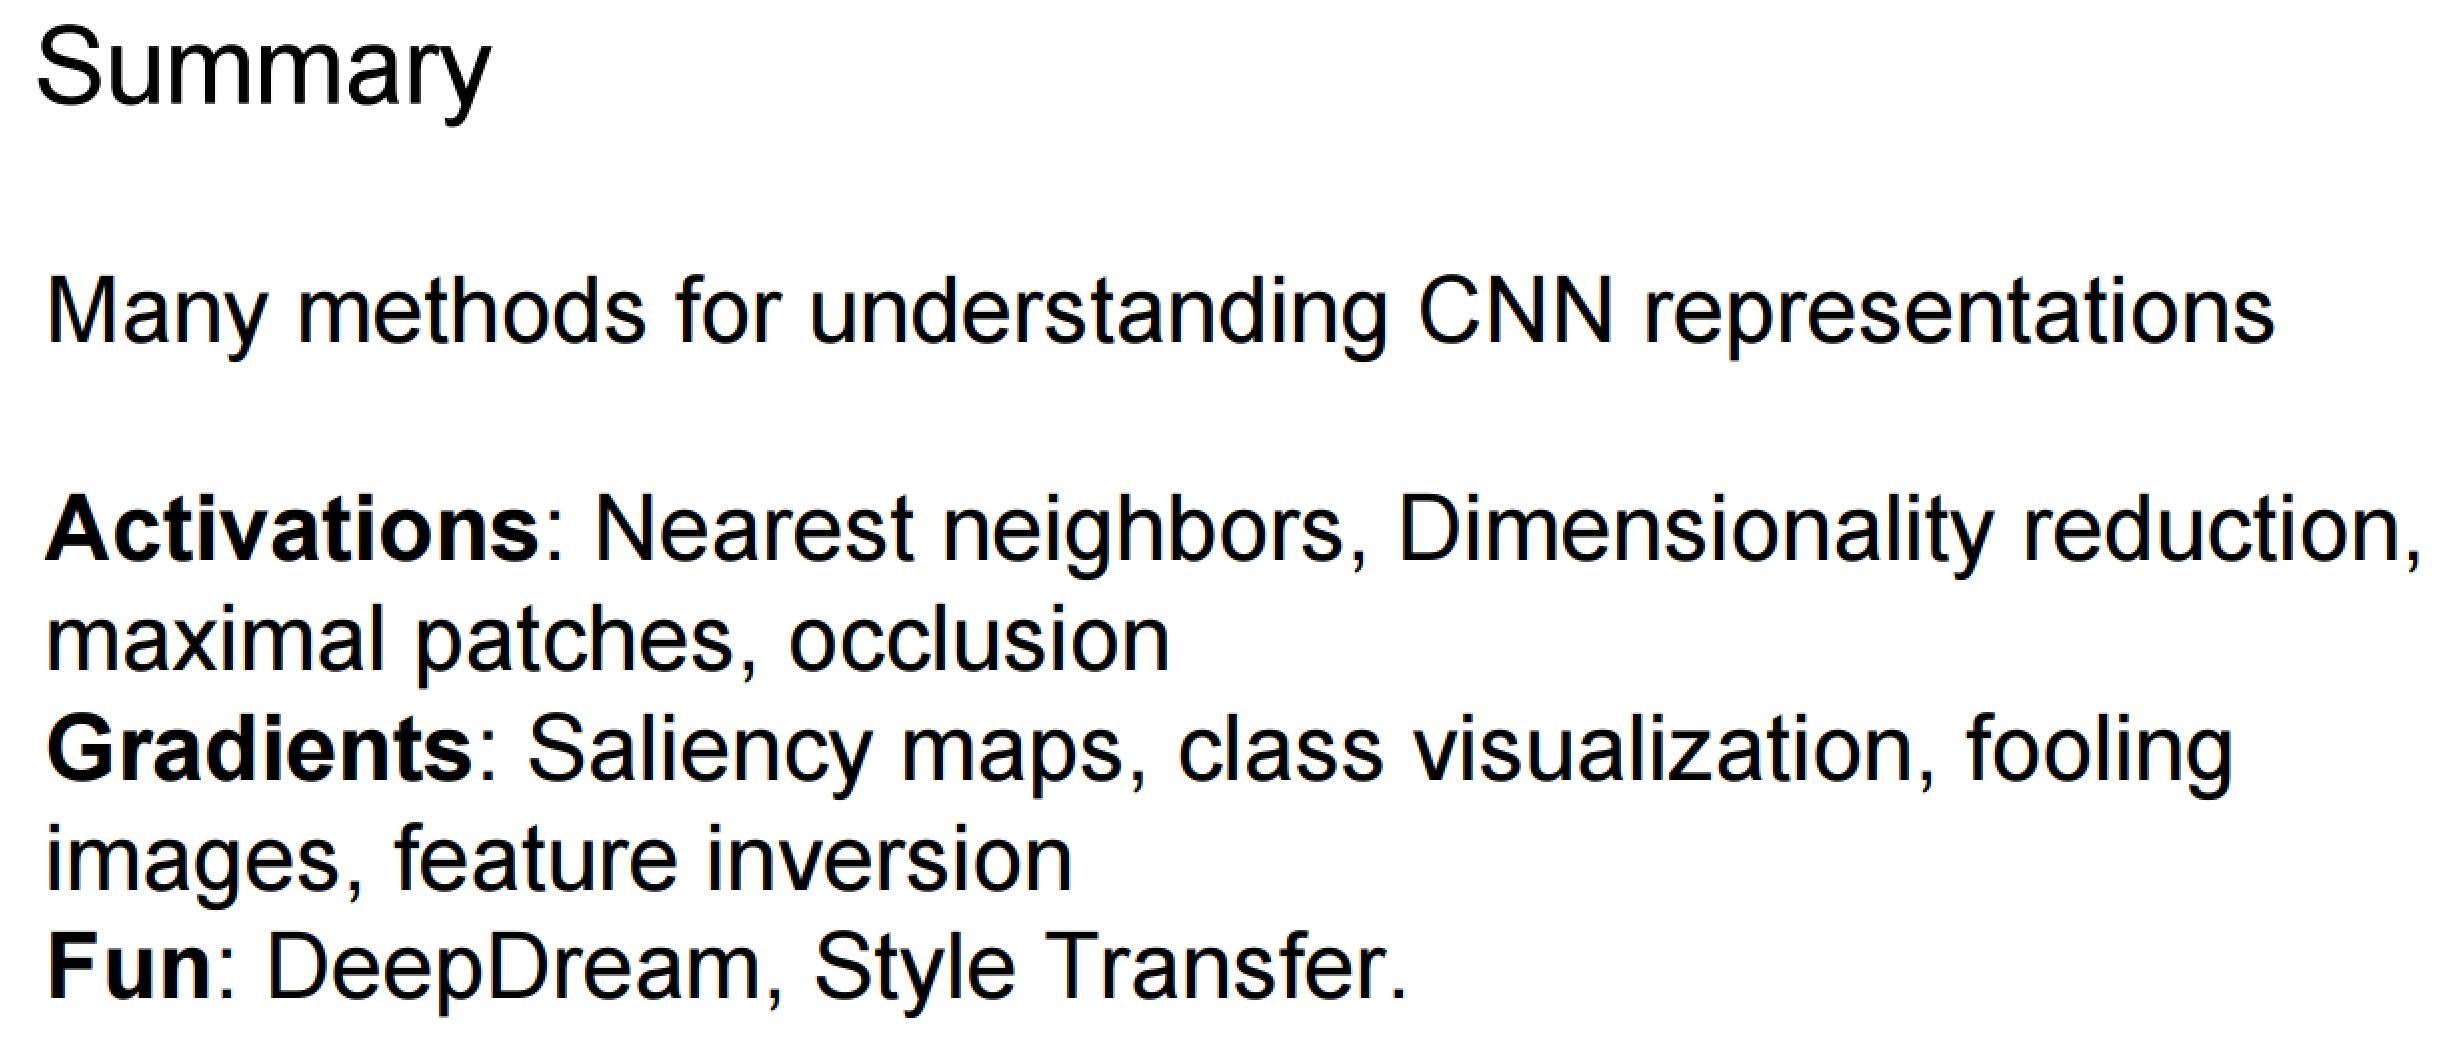 Summary
Many methods for understanding CNN representations
Activations: Nearest neighbors, Dimensionality reduction,
maximal patches, occlusion
Gradients: Saliency maps, class visualization, fooling
images, feature inversion
Fun: DeepDream, Style Transfer.